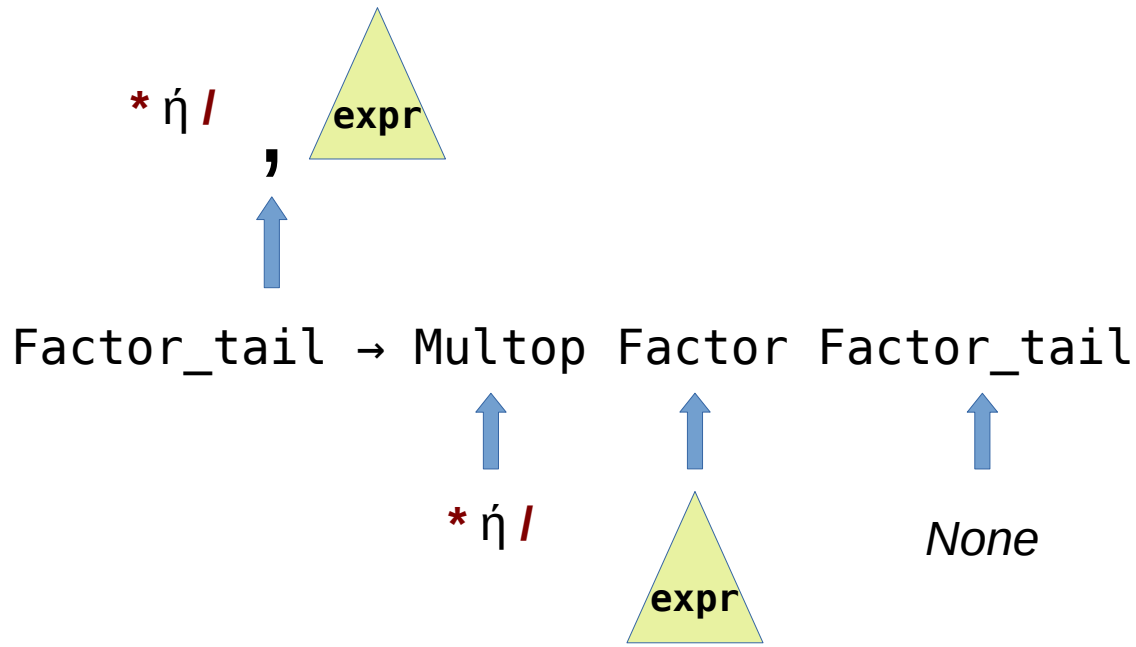 * ή / , expr
Factor_tail → Multop Factor Factor_tail
* ή / expr None